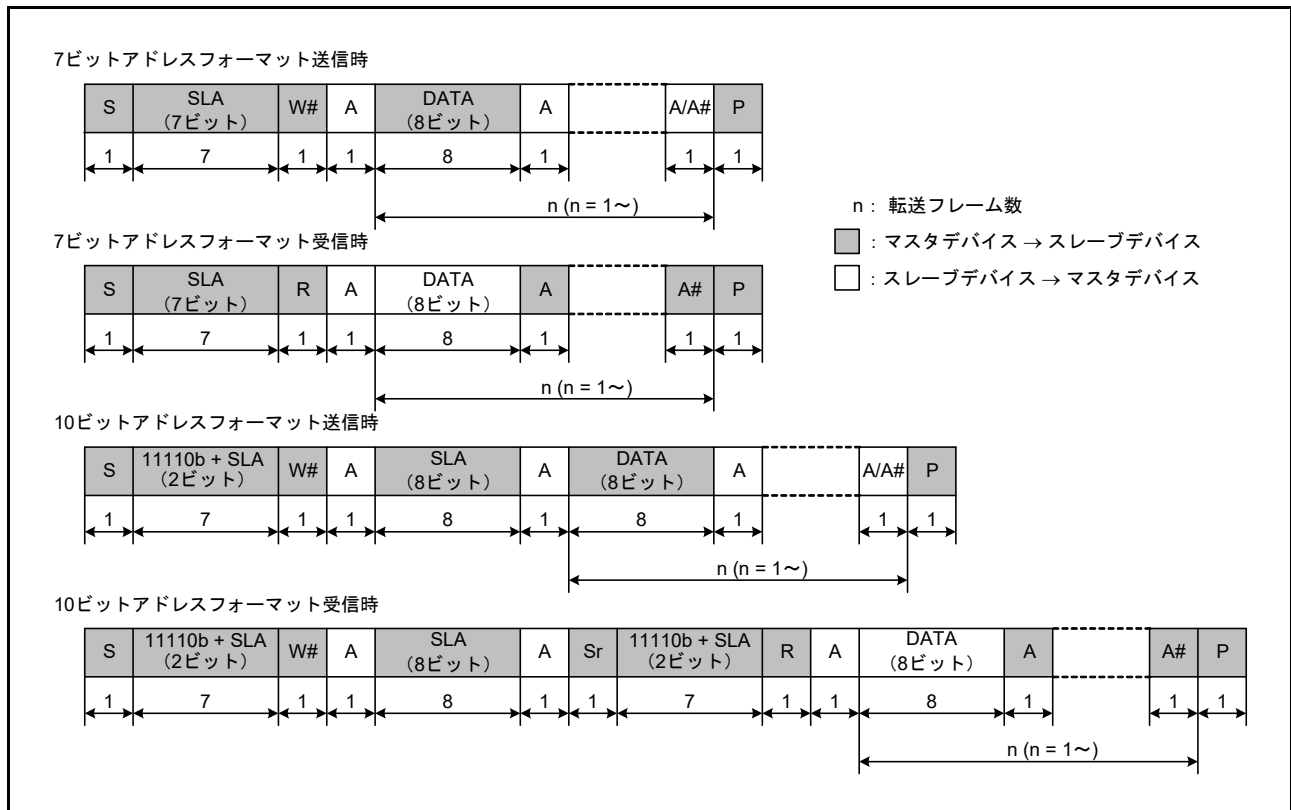 7ビットアドレスフォーマット送信時
S SLA W# A DATA A A/A# P
(7ビット) (8ビット)
1 7 1 1 8 1 1 1
n (n = 1～)
n : 転送フレーム数
: マスタデバイス → スレーブデバイス
: スレーブデバイス → マスタデバイス
7ビットアドレスフォーマット受信時
S SLA R A DATA A A# P
(7ビット) (8ビット)
1 7 1 1 8 1 1 1
n (n = 1～)
10ビットアドレスフォーマット送信時
S 11110b + SLA W# A SLA A DATA A A/A# P
(2ビット) (8ビット) (8ビット)
1 7 1 1 8 1 8 1 1 1
n (n = 1～)
10ビットアドレスフォーマット受信時
S 11110b + SLA W# A SLA A Sr 11110b + SLA R A DATA A A# P
(2ビット) (8ビット) (2ビット) (8ビット)
1 7 1 1 8 1 1 7 1 1 8 1 1 1
n (n = 1～)